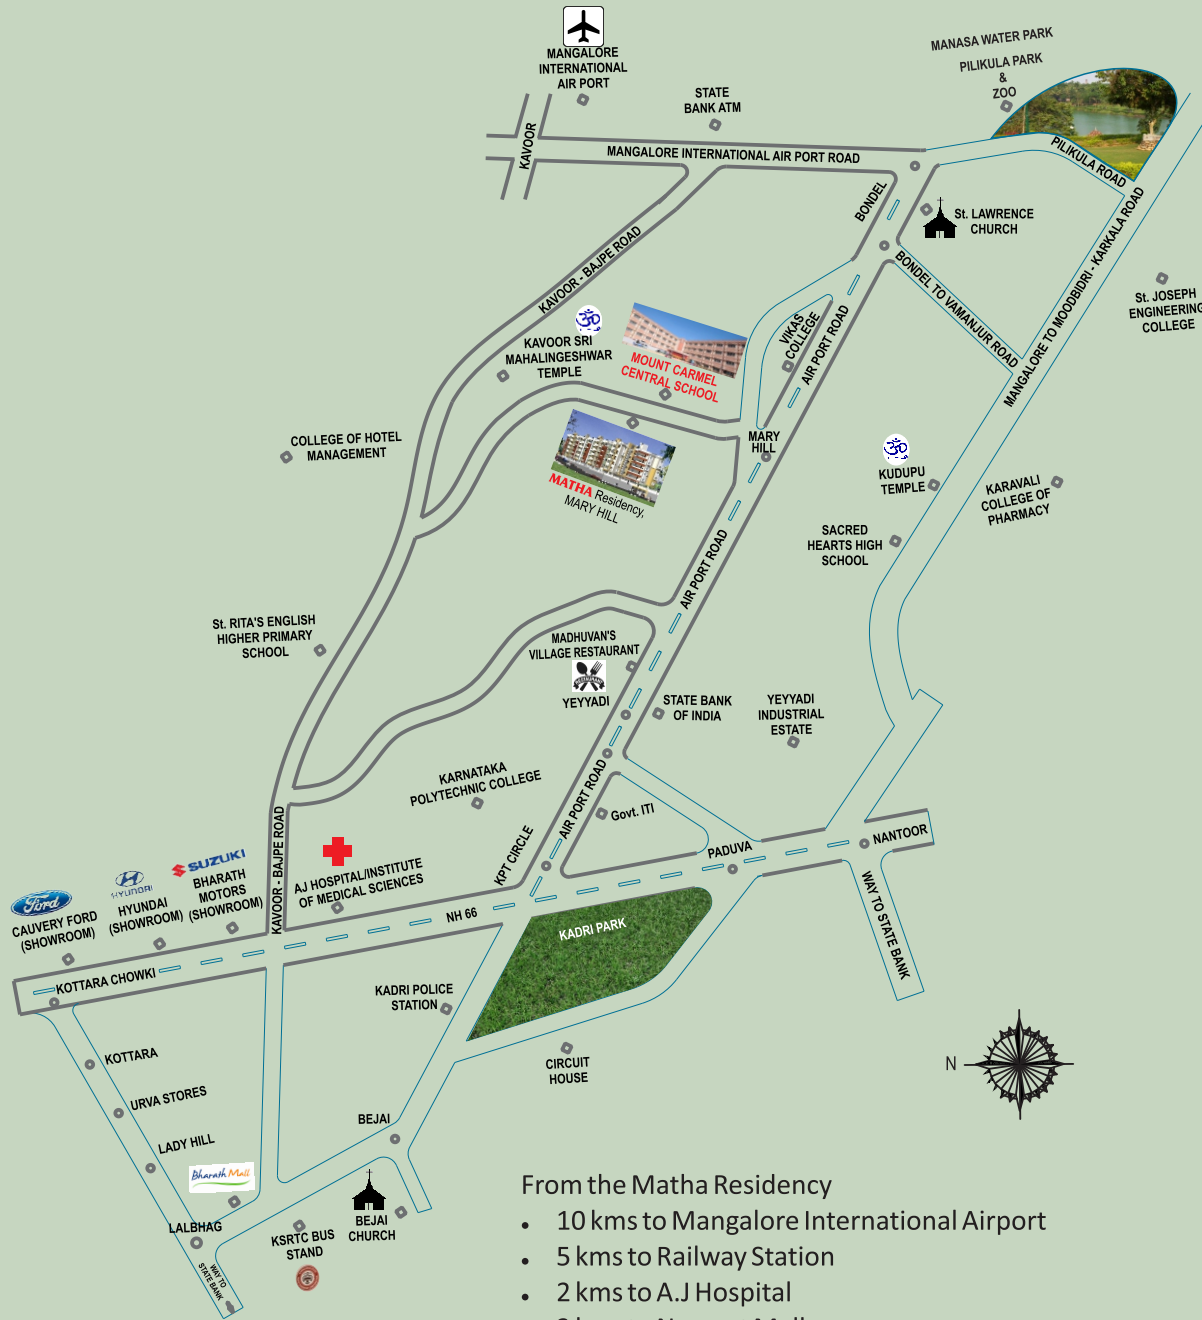 MANGALORE
INTERNATIONAL
AIR PORT
STATE
BANK ATM
MANASA WATER PARK
PILIKULA PARK
&
ZOO
KAVOOR
MANGALORE INTERNATIONAL AIR PORT ROAD
PILIKULA ROAD
BONDEL
St. LAWRENCE
CHURCH
MANGALORE TO MOODBIDRI - KARKALA ROAD
KAVOOR - BAJPE ROAD
BONDEL TO VAMANJUR ROAD
St. JOSEPH
ENGINEERING
COLLEGE
KAVOOR SRI
MAHALINGESHWAR
TEMPLE
MOUNT CARMEL
CENTRAL SCHOOL
VIKAS
COLLEGE
AIR PORT ROAD
COLLEGE OF HOTEL
MANAGEMENT
MARY
HILL
MATHA Residency,
MARY HILL
KUDUPU
TEMPLE
KARAVALI
COLLEGE OF
PHARMACY
SACRED
HEARTS HIGH
SCHOOL
AIR PORT ROAD
St. RITA'S ENGLISH
HIGHER PRIMARY
SCHOOL
MADHUVAN'S
VILLAGE RESTAURANT
YEYYADI
STATE BANK
OF INDIA
YEYYADI
INDUSTRIAL
ESTATE
KARNATAKA
POLYTECHNIC COLLEGE
AIR PORT ROAD
Govt. ITI
KAVOOR - BAJPE ROAD
KPT CIRCLE
PADUVA
NANTOOR
AJ HOSPITAL/INSTITUTE
OF MEDICAL SCIENCES
SUZUKI
BHARATH
MOTORS
(SHOWROOM)
HYUNDAI
HYUNDAI
(SHOWROOM)
Ford
CAUVERY FORD
(SHOWROOM)
NH 66
KADRI PARK
WAY TO STATE BANK
KOTTARA CHOWKI
KADRI POLICE
STATION
KOTTARA
CIRCUIT
HOUSE
N
URVA STORES
BEJAI
LADY HILL
Bharath Mall
LALBHAG
KSRTC BUS
STAND
BEJAI
CHURCH
WAY TO
STATE BANK
From the Matha Residency
• 10 kms to Mangalore International Airport
• 5 kms to Railway Station
• 2 kms to A.J Hospital